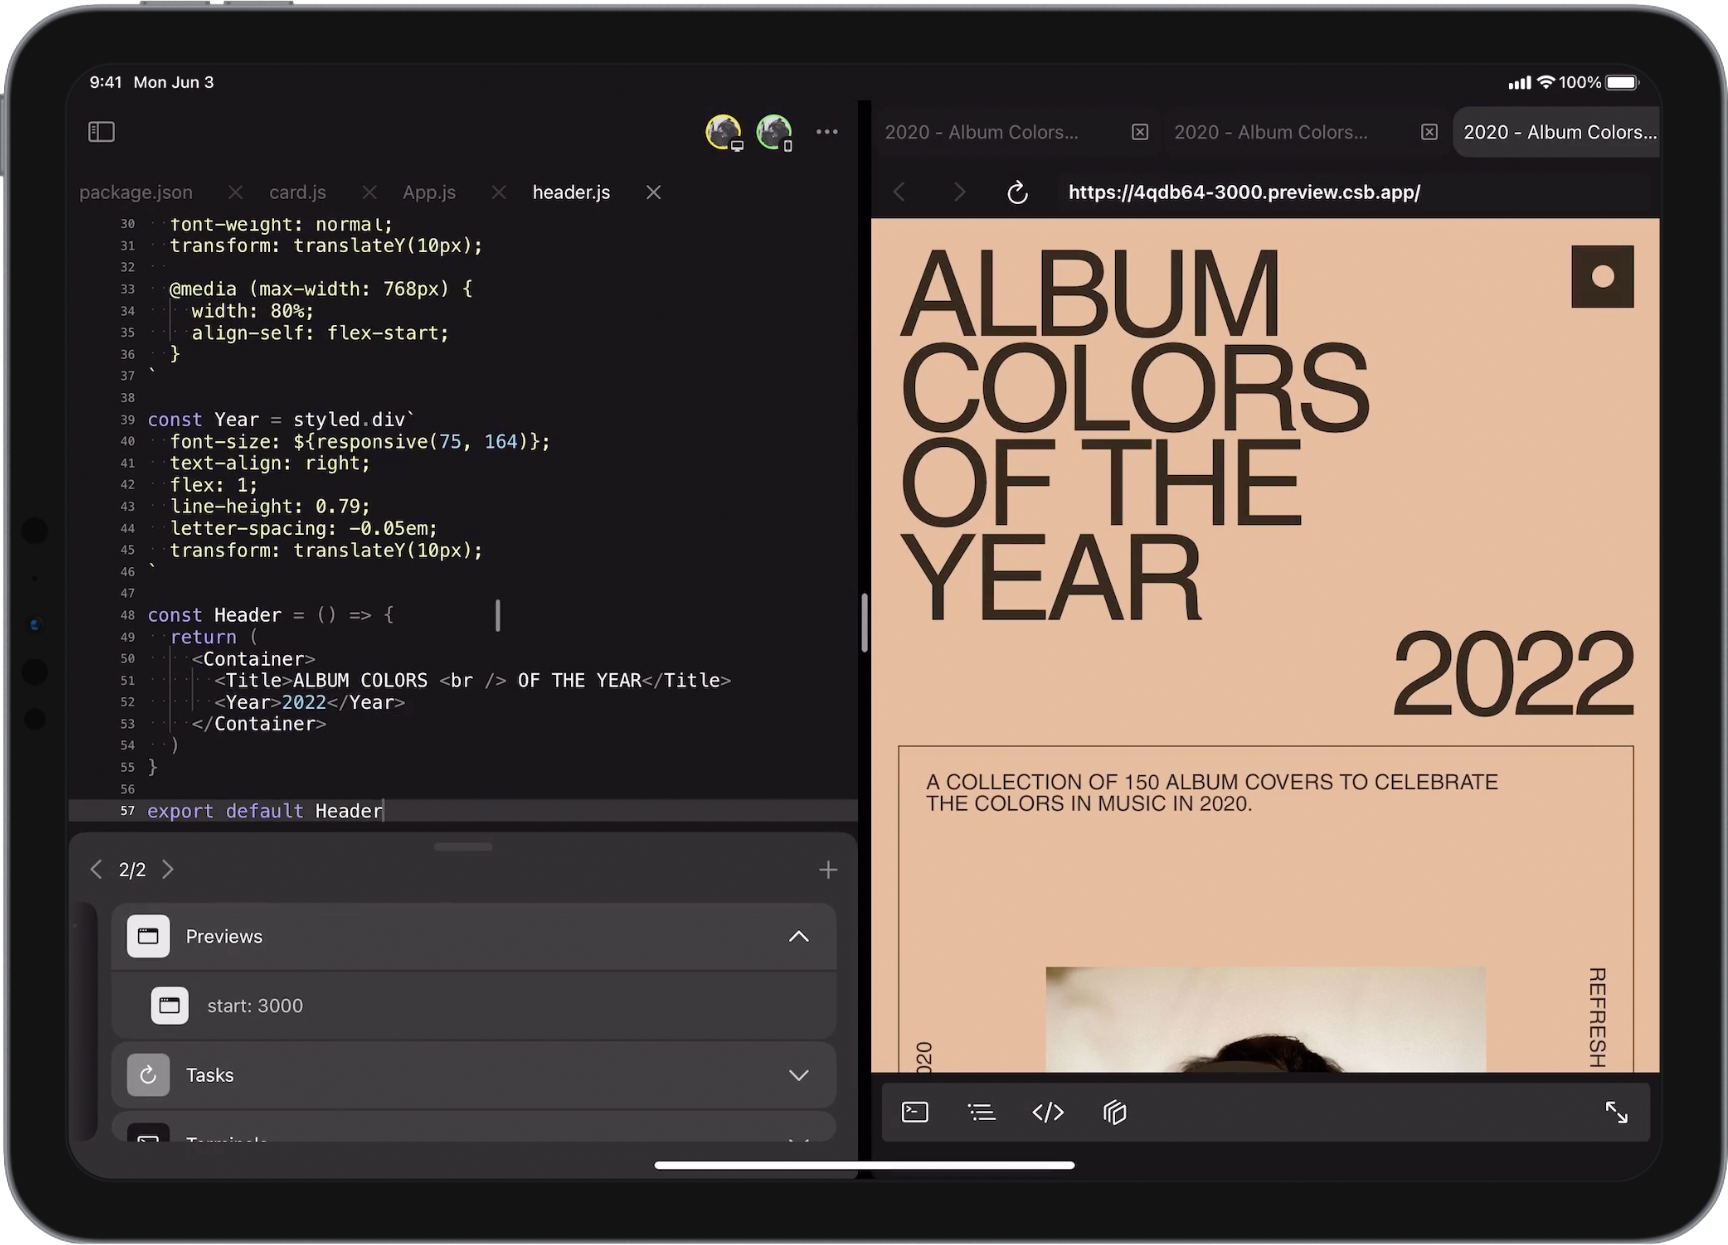 9:41 Mon Jun 3
100%
package.json
card.js
App.js
header.js
30 font-weight: normal;
31 transform: translateY(10px);
32
33 @media (max-width: 768px) {
34 width: 80%;
35 align-self: flex-start;
36 }
37 `
38
39 const Year = styled.div`
40 font-size: ${responsive(75, 164)};
41 text-align: right;
42 flex: 1;
43 line-height: 0.79;
44 letter-spacing: -0.05em;
45 transform: translateY(10px);
46 `
47
48 const Header = () => {
49 return (
50 <Container>
51 <Title>ALBUM COLORS <br /> OF THE YEAR</Title>
52 <Year>2022</Year>
53 </Container>
54 )
55 }
56
57 export default Header
2/2
Previews
start: 3000
Tasks
Terminals
2020 - Album Colors...
2020 - Album Colors...
2020 - Album Colors...
https://4qdb64-3000.preview.csb.app/
ALBUM
COLORS
OF THE
YEAR
2022
A COLLECTION OF 150 ALBUM COVERS TO CELEBRATE
THE COLORS IN MUSIC IN 2020.
REFRESH